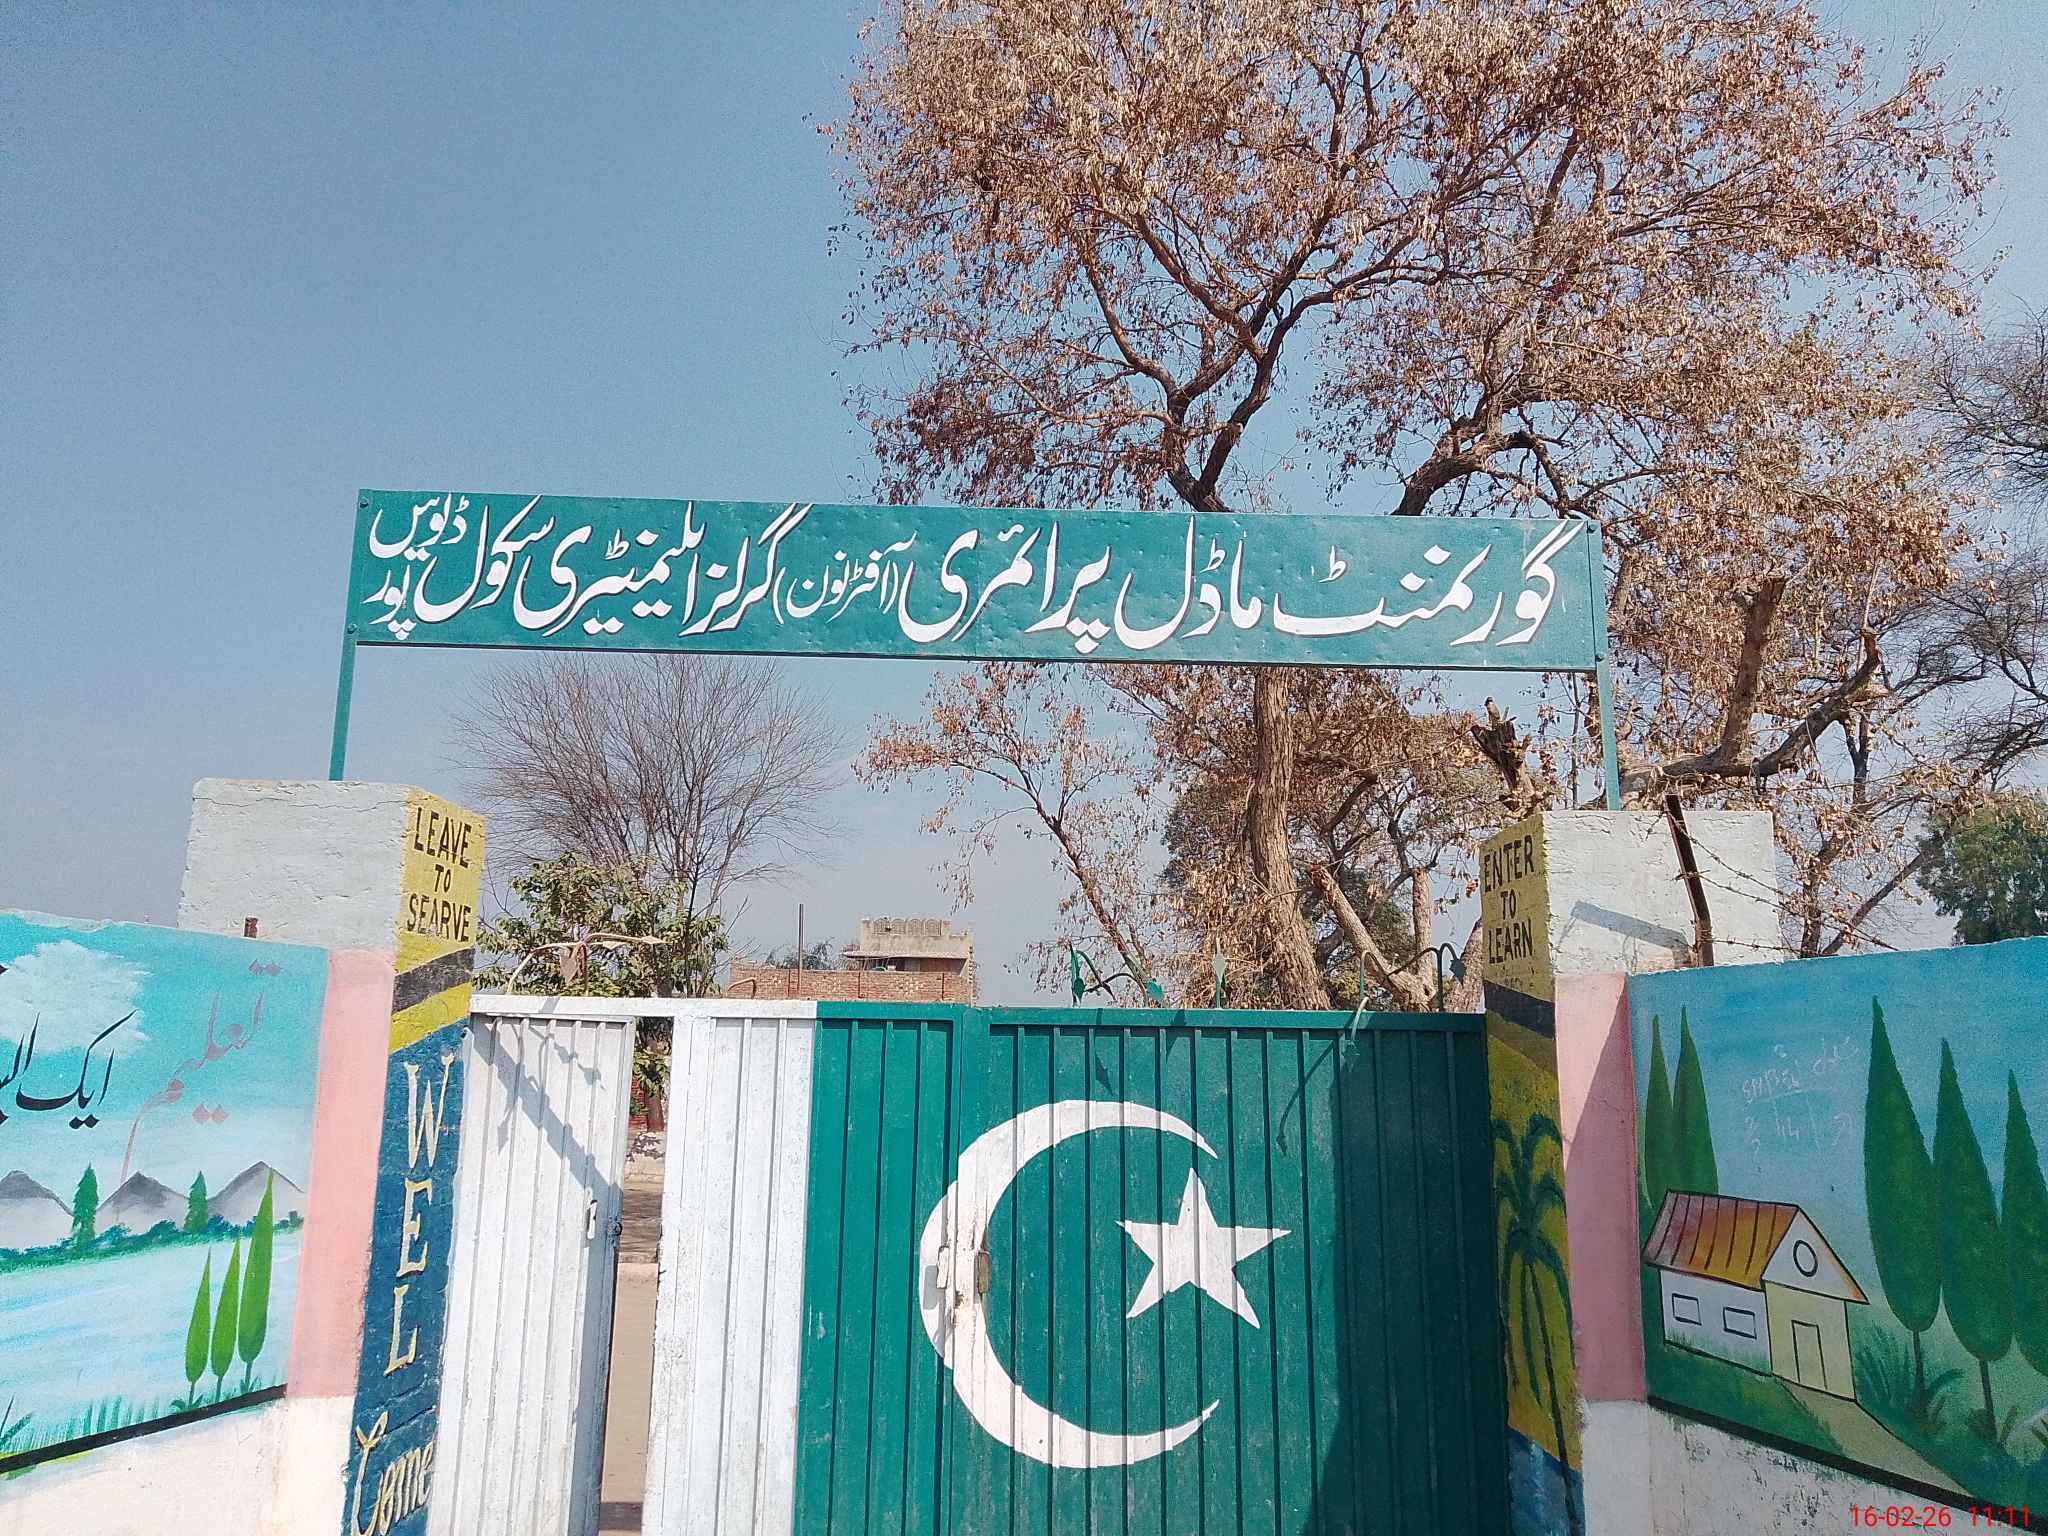 گورنمنٹ ماڈل پرائمری (آفٹرنون) گرلز ایلیمنٹری سکول ڈلویں پور
LEAVE
TO
SEARVE
ENTER
TO
LEARN
تعلیم
ایک
WEL
Come
16-02-26 11:11